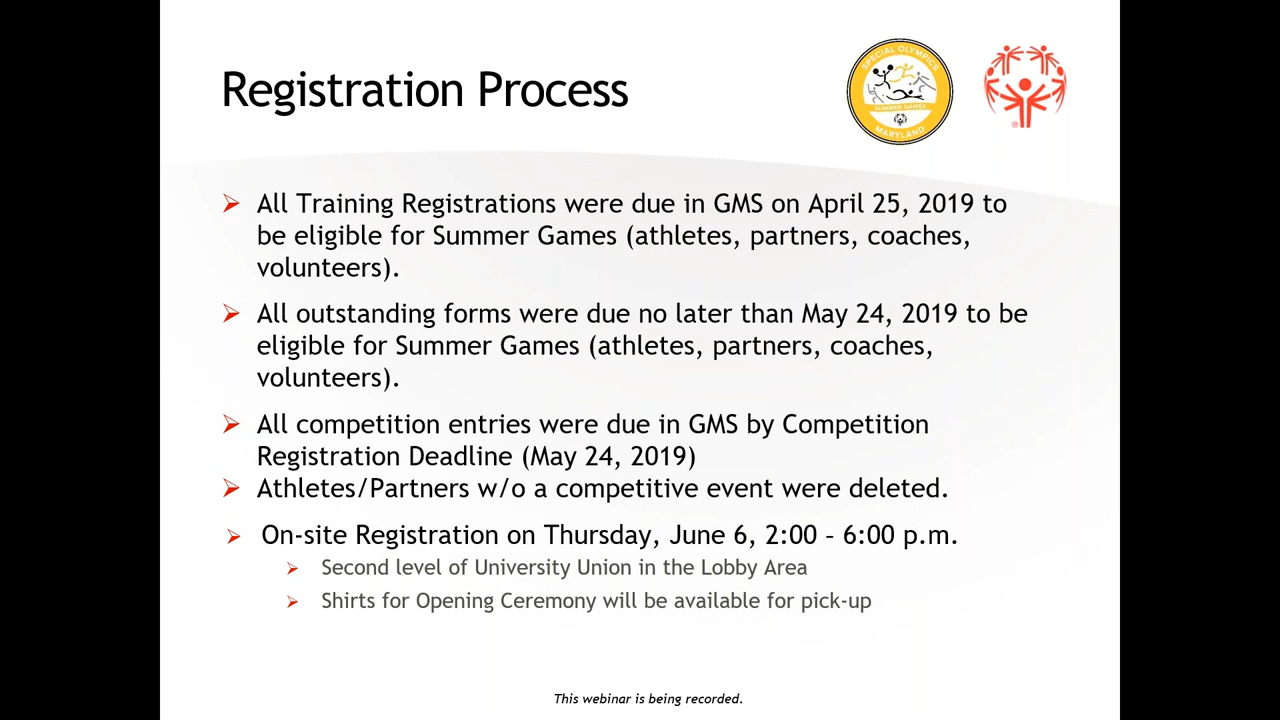 Registration Process
SPECIAL OLYMPICS
SUMMER GAMES
MARYLAND
®
➢ All Training Registrations were due in GMS on April 25, 2019 to
be eligible for Summer Games (athletes, partners, coaches,
volunteers).
➢ All outstanding forms were due no later than May 24, 2019 to be
eligible for Summer Games (athletes, partners, coaches,
volunteers).
➢ All competition entries were due in GMS by Competition
Registration Deadline (May 24, 2019)
➢ Athletes/Partners w/o a competitive event were deleted.
➢ On-site Registration on Thursday, June 6, 2:00 – 6:00 p.m.
➢ Second level of University Union in the Lobby Area
➢ Shirts for Opening Ceremony will be available for pick-up
This webinar is being recorded.